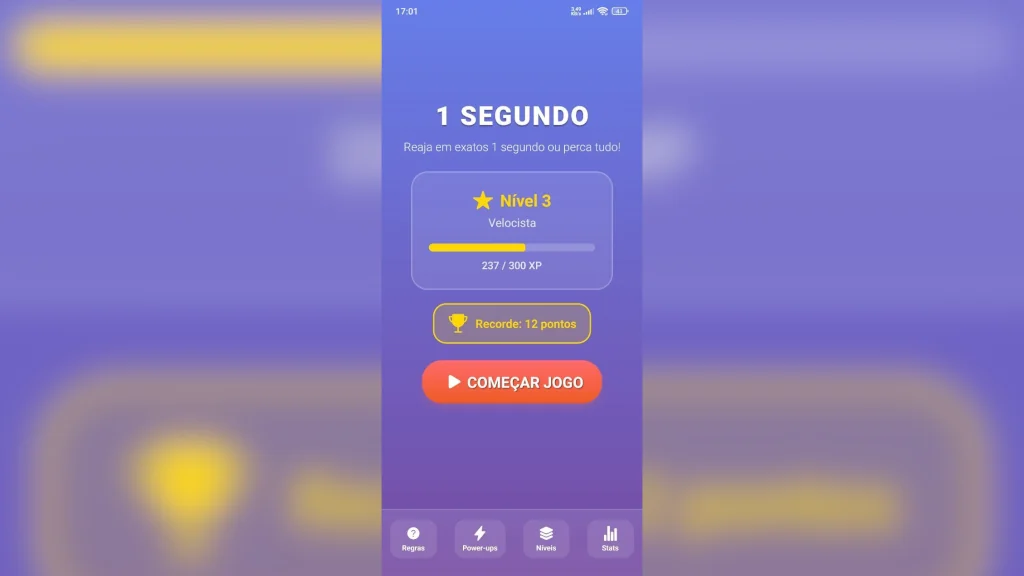 17:01
1 SEGUNDO
Reaja em exatos 1 segundo ou perca tudo!
Nível 3
Velocista
237 / 300 XP
Recorde: 12 pontos
COMEÇAR JOGO
Regras
Power-ups
Níveis
Stats